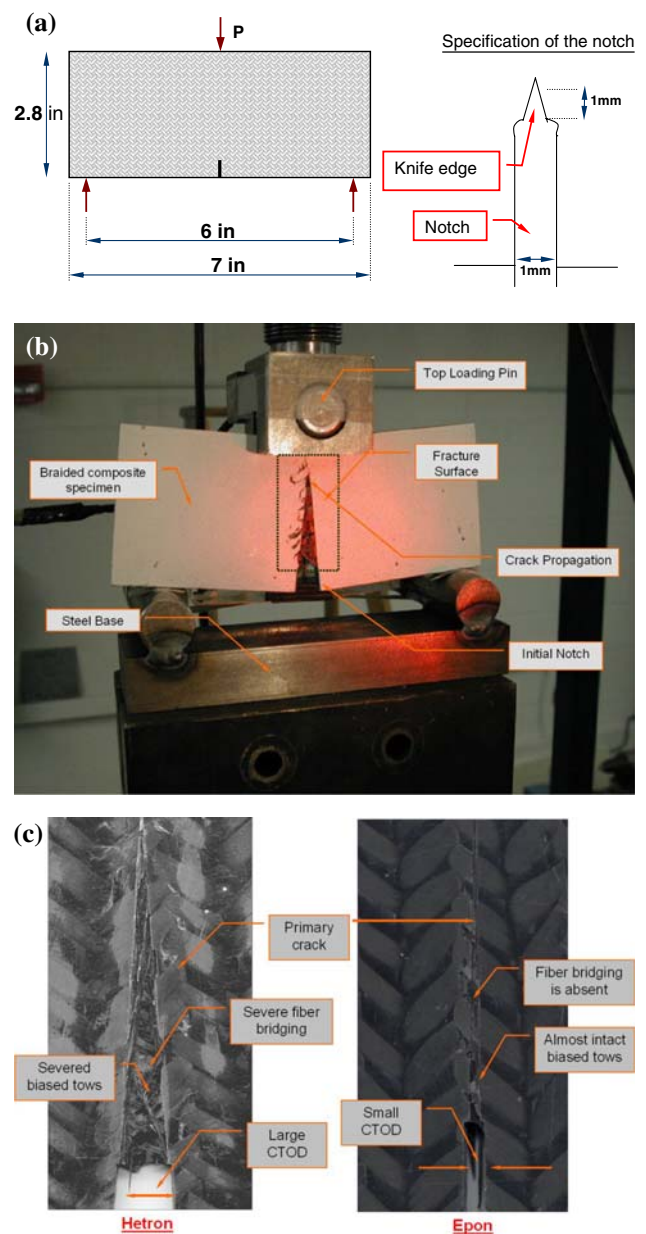 (a)
P
Specification of the notch
2.8 in
1mm
Knife edge
Notch
6 in
7 in
1mm
(b)
Top Loading Pin
Braided composite
specimen
Fracture
Surface
Crack Propagation
Steel Base
Initial Notch
(c)
Primary
crack
Fiber bridging
is absent
Severe fiber
bridging
Severed
biased tows
Almost intact
biased tows
Small
CTOD
Large
CTOD
Hetron
Epon